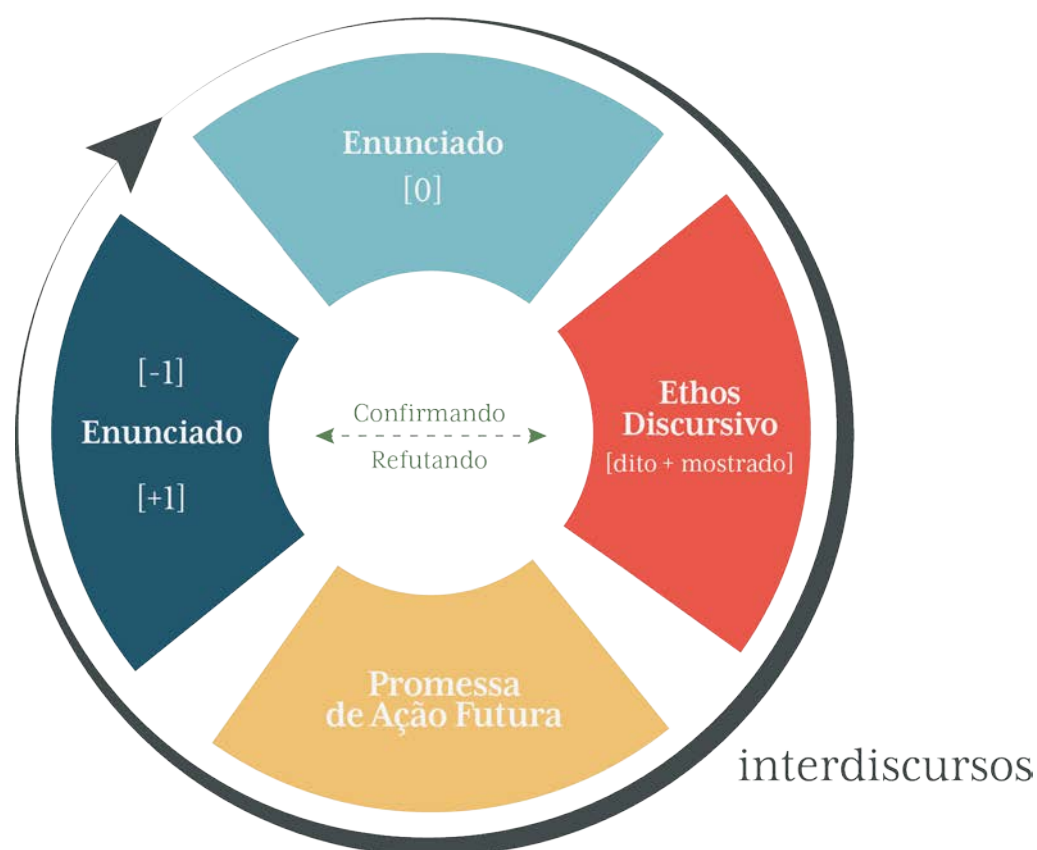 Enunciado
[0]
Ethos
Discursivo
[dito + mostrado]
Promessa
de Ação Futura
[-1]
Enunciado
[+1]
Confirmando
Refutando
interdiscursos